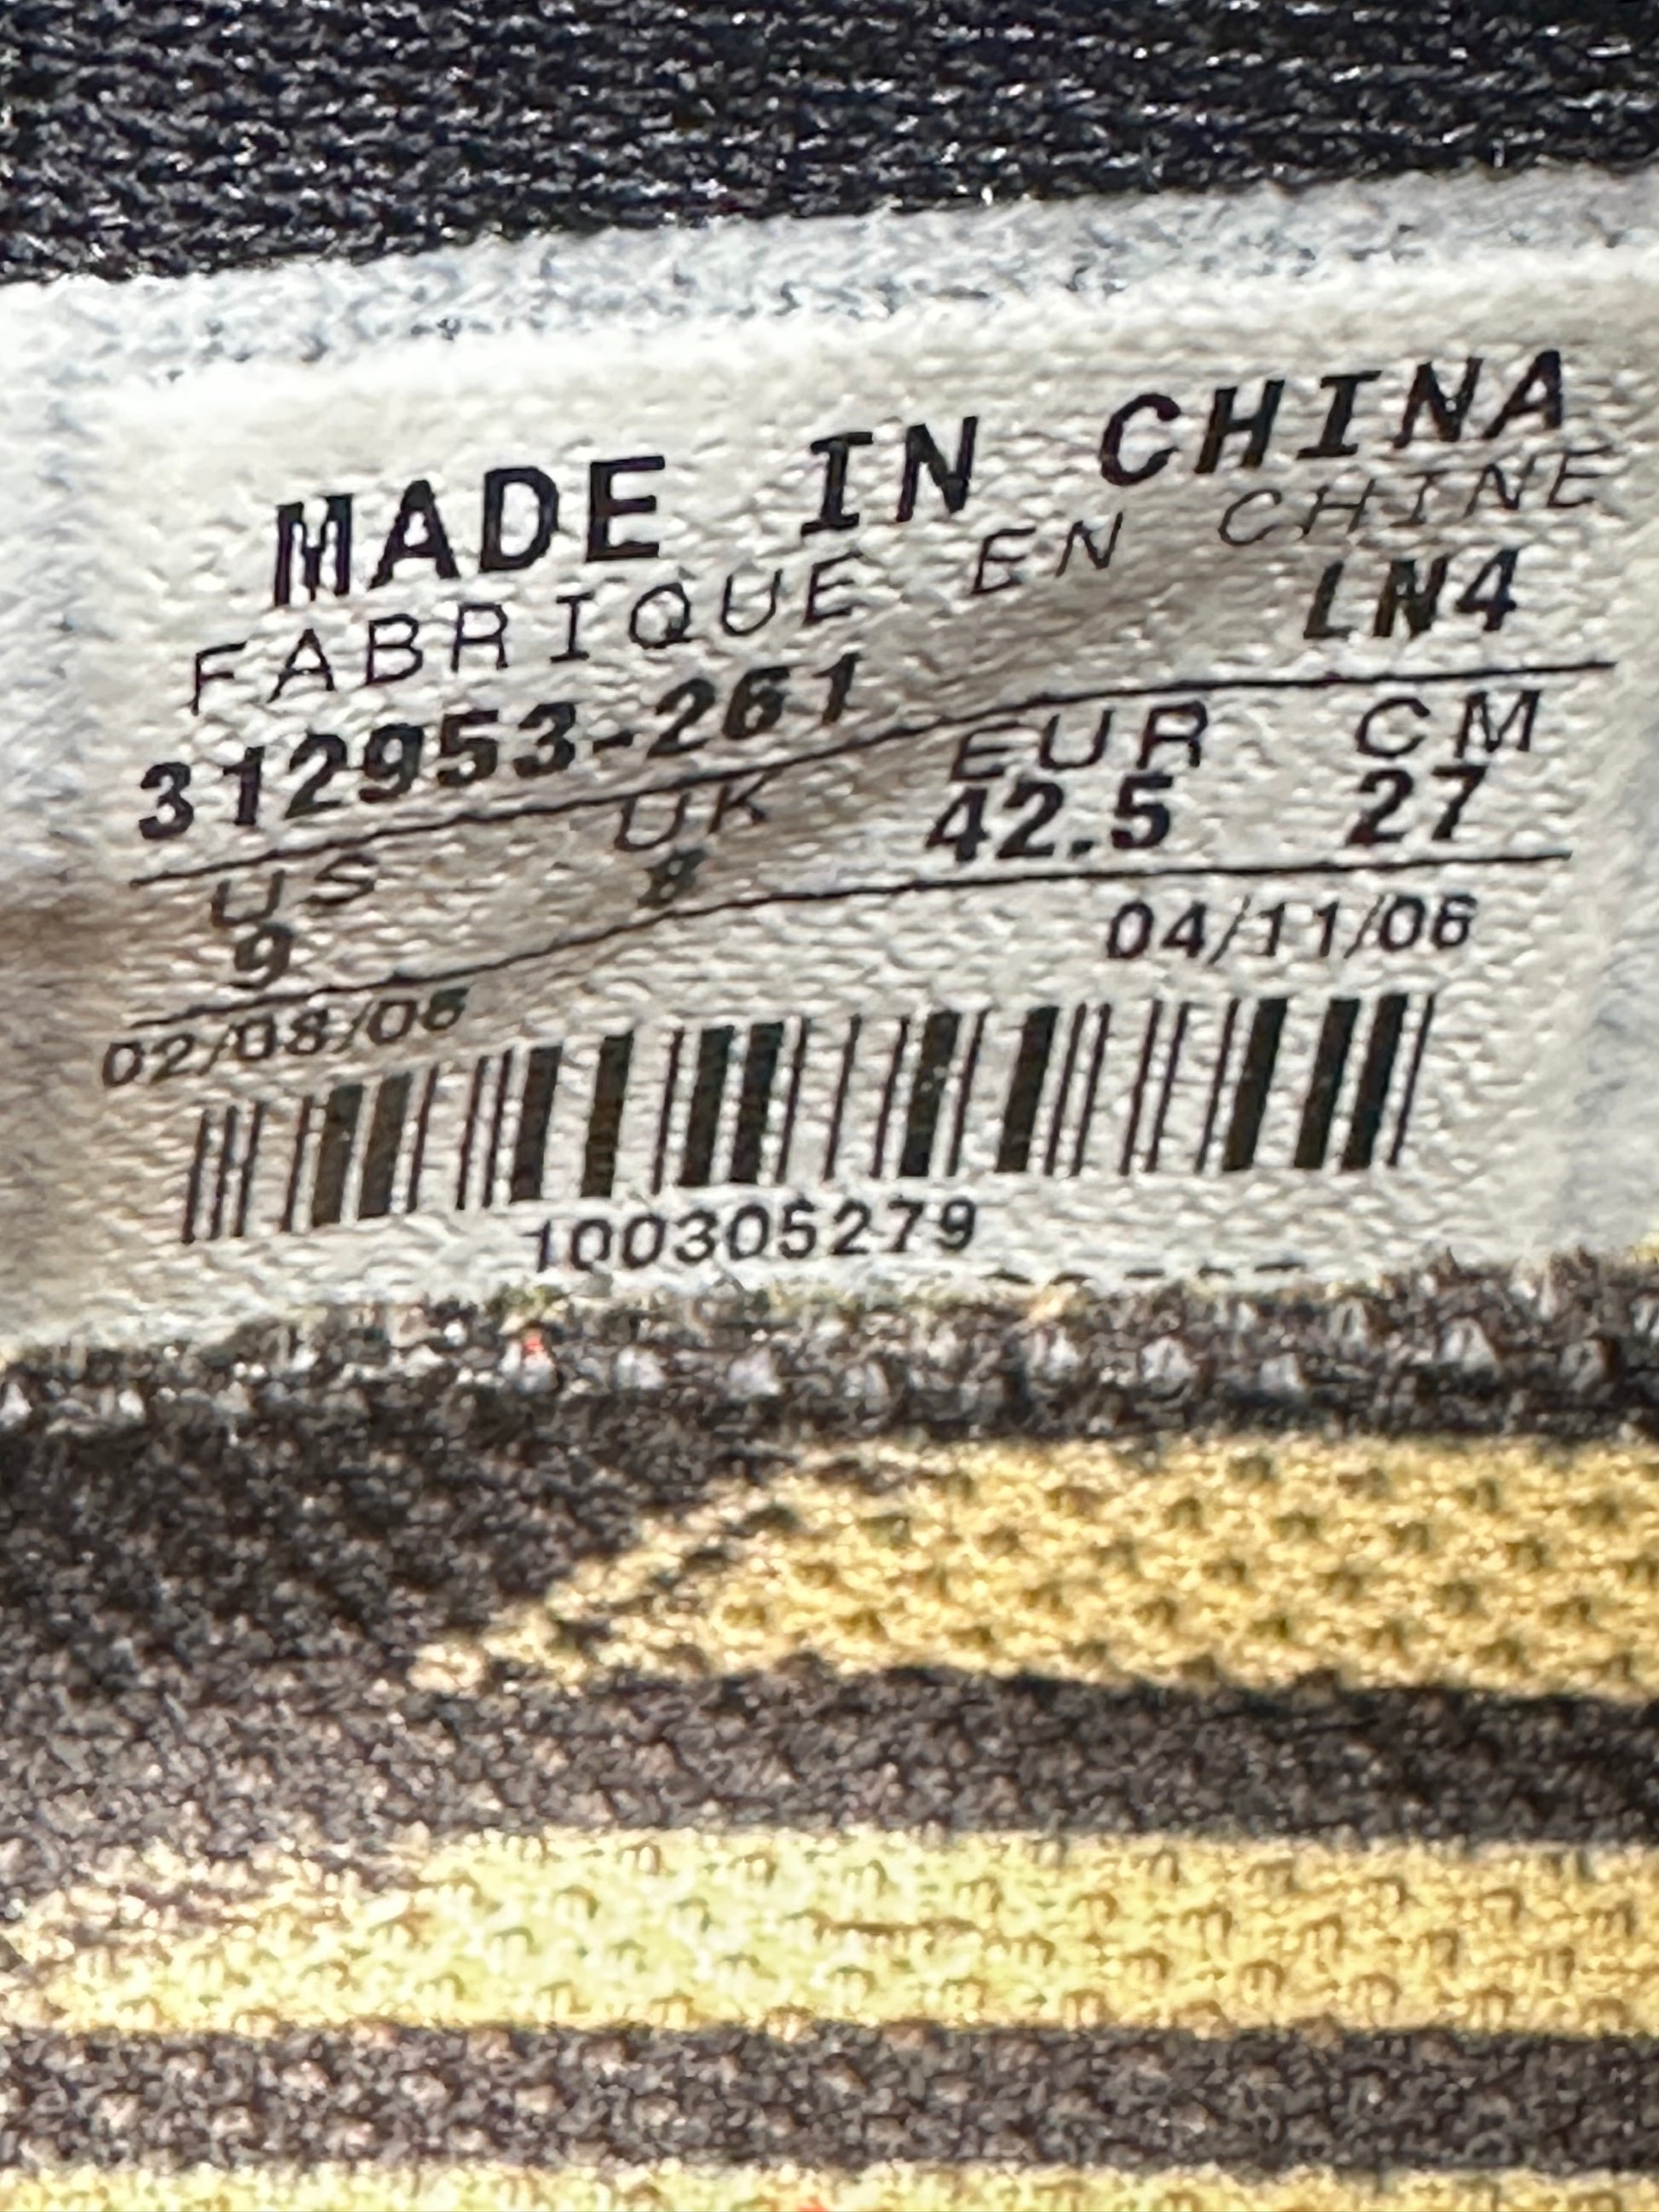 MADE IN CHINA
FABRIQUE EN CHINE
312953-261 LN4
US UK EUR CM
9 8 42.5 27
02/08/06 04/11/06
100305279